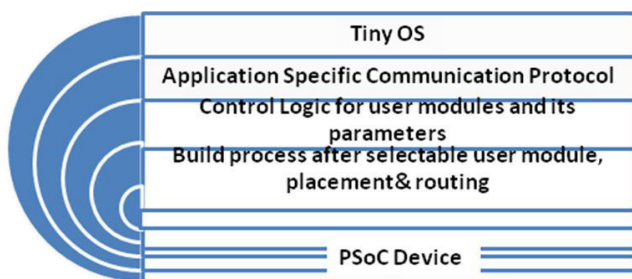 Tiny OS
Application Specific Communication Protocol
Control Logic for user modules and its
parameters
Build process after selectable user module,
placement& routing
PSoC Device